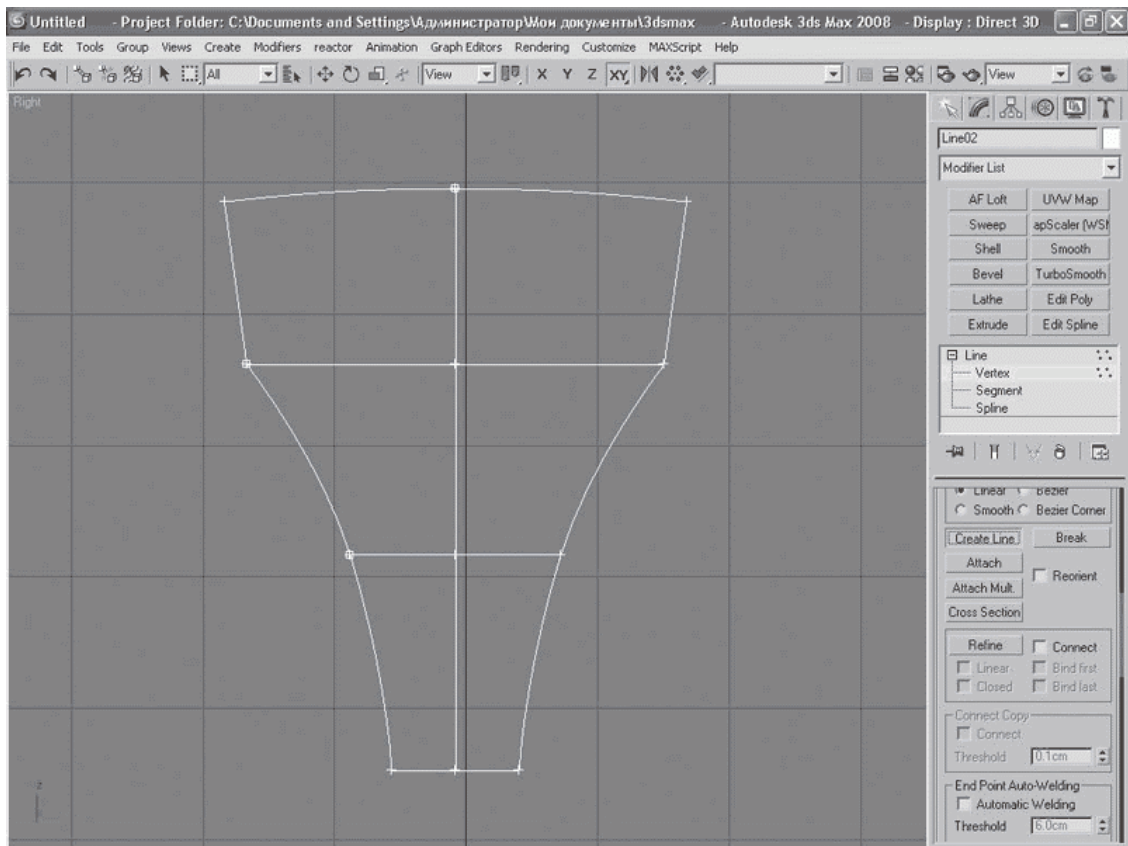 Untitled - Project Folder: C:\Documents and Settings\Администратор\Мои документы\3dsmax - Autodesk 3ds Max 2008 - Display : Direct 3D
File Edit Tools Group Views Create Modifiers reactor Animation Graph Editors Rendering Customize MAXScript Help
All View X Y Z XY View
Right
Line02
Modifier List
AF Loft UVW Map
Sweep apScaler (WSM
Shell Smooth
Bevel TurboSmooth
Lathe Edit Poly
Extrude Edit Spline
Line
Vertex
Segment
Spline
Linear Bezier
Smooth Bezier Corner
Create Line Break
Attach
Reorient
Attach Mult.
Cross Section
Refine Connect
Linear Bind first
Closed Bind last
Connect Copy
Connect
Threshold 0.1cm
End Point Auto-Welding
Automatic Welding
Threshold 6.0cm
z